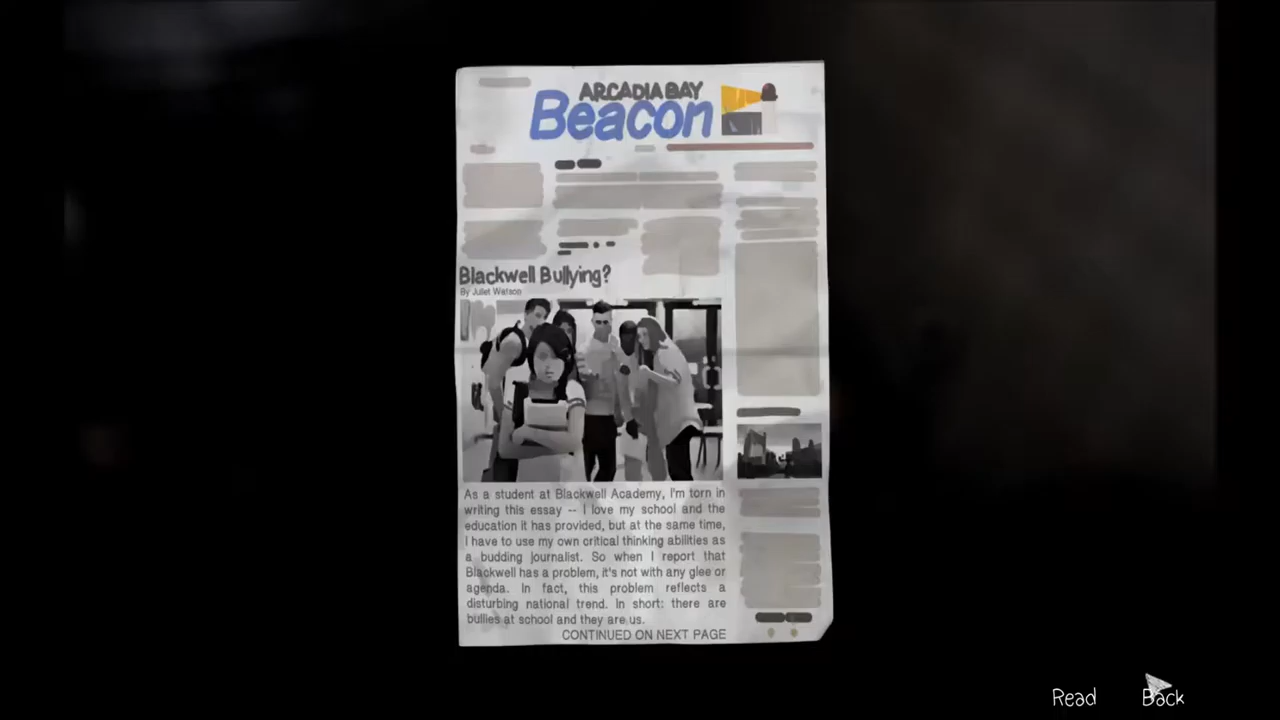 ARCADIA BAY
Beacon
Blackwell Bullying?
By Juliet Watson
As a student at Blackwell Academy, I'm torn in
writing this essay -- I love my school and the
education it has provided, but at the same time,
I have to use my own critical thinking abilities as
a budding journalist. So when I report that
Blackwell has a problem, it's not with any glee or
agenda. In fact, this problem reflects a
disturbing national trend. In short: there are
bullies at school and they are us.
CONTINUED ON NEXT PAGE
Read
Back